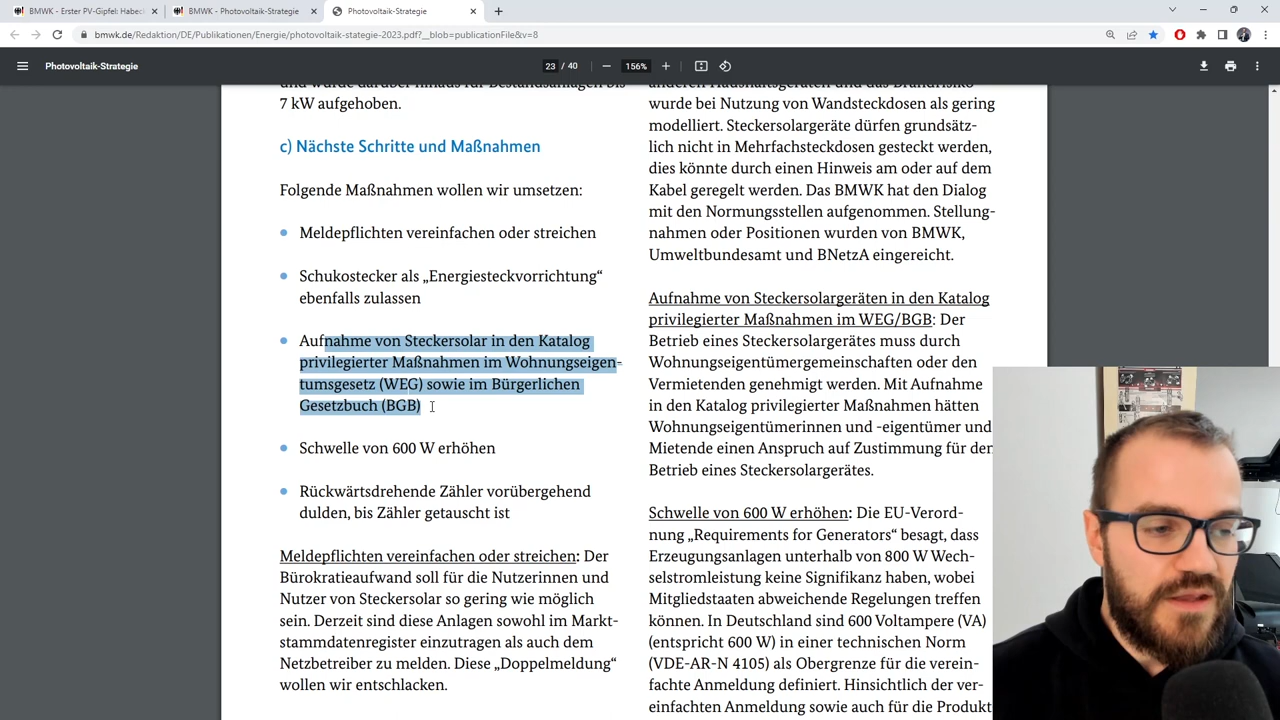 BMWK - Erster PV-Gipfel: Habec
BMWK - Photovoltaik-Strategie
Photovoltaik-Strategie
bmwk.de/Redaktion/DE/Publikationen/Energie/photovoltaik-stategie-2023.pdf?__blob=publicationFile&v=8
Photovoltaik-Strategie
23 / 40
156%
7 kW aufgehoben.
c) Nächste Schritte und Maßnahmen
Folgende Maßnahmen wollen wir umsetzen:
Meldepflichten vereinfachen oder streichen
Schukostecker als „Energiesteckvorrichtung“
ebenfalls zulassen
Aufnahme von Steckersolar in den Katalog
privilegierter Maßnahmen im Wohnungseigen-
tumsgesetz (WEG) sowie im Bürgerlichen
Gesetzbuch (BGB)
Schwelle von 600 W erhöhen
Rückwärtsdrehende Zähler vorübergehend
dulden, bis Zähler getauscht ist
Meldepflichten vereinfachen oder streichen: Der
Bürokratieaufwand soll für die Nutzerinnen und
Nutzer von Steckersolar so gering wie möglich
sein. Derzeit sind diese Anlagen sowohl im Markt-
stammdatenregister einzutragen als auch dem
Netzbetreiber zu melden. Diese „Doppelmeldung“
wollen wir entschlacken.
wurde bei Nutzung von Wandsteckdosen als gering
modelliert. Steckersolargeräte dürfen grundsätz-
lich nicht in Mehrfachsteckdosen gesteckt werden,
dies könnte durch einen Hinweis am oder auf dem
Kabel geregelt werden. Das BMWK hat den Dialog
mit den Normungsstellen aufgenommen. Stellung-
nahmen oder Positionen wurden von BMWK,
Umweltbundesamt und BNetzA eingereicht.
Aufnahme von Steckersolargeräten in den Katalog
privilegierter Maßnahmen im WEG/BGB: Der
Betrieb eines Steckersolargerätes muss durch
Wohnungseigentümergemeinschaften oder den
Vermietenden genehmigt werden. Mit Aufnahme
in den Katalog privilegierter Maßnahmen hätten
Wohnungseigentümerinnen und -eigentümer und
Mietende einen Anspruch auf Zustimmung für den
Betrieb eines Steckersolargerätes.
Schwelle von 600 W erhöhen: Die EU-Verord-
nung „Requirements for Generators“ besagt, dass
Erzeugungsanlagen unterhalb von 800 W Wech-
selstromleistung keine Signifikanz haben, wobei
Mitgliedstaaten abweichende Regelungen treffen
können. In Deutschland sind 600 Voltampere (VA)
(entspricht 600 W) in einer technischen Norm
(VDE-AR-N 4105) als Obergrenze für die verein-
fachte Anmeldung definiert. Hinsichtlich der ver-
einfachten Anmeldung sowie auch für die Produkt